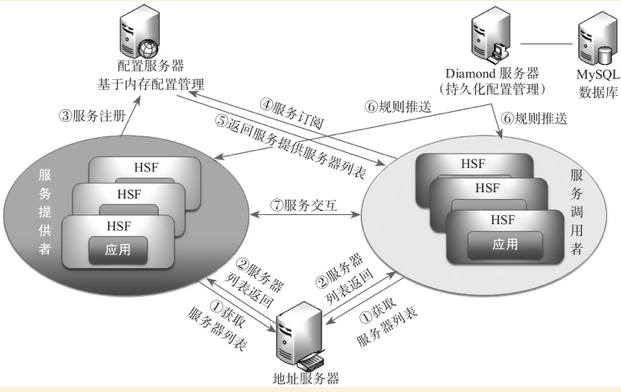 配置服务器
基于内存配置管理
Diamond 服务器
(持久化配置管理)
MySQL
数据库
③服务注册
④服务订阅
⑤返回服务提供服务器列表
⑥规则推送
⑥规则推送
服务提供者
HSF
HSF
HSF
应用
⑦服务交互
HSF
HSF
HSF
应用
服务调用者
②服务器
列表返回
①获取
服务器列表
②服务器
列表返回
①获取
服务器列表
地址服务器